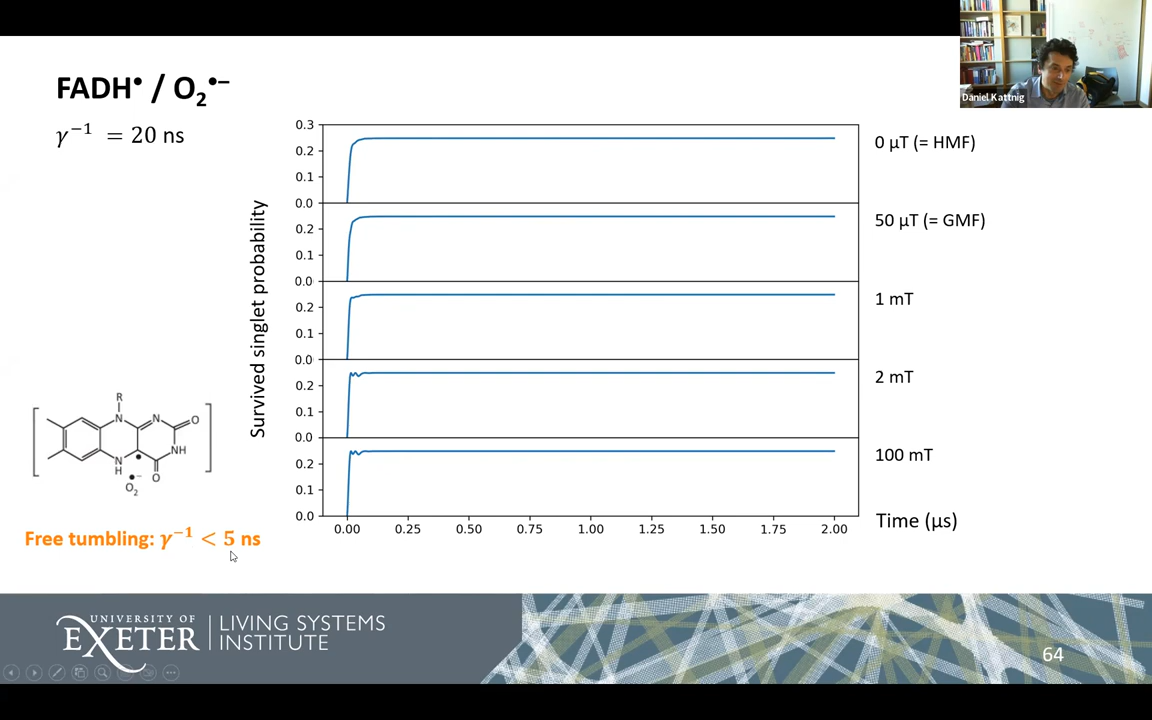 Daniel Kattnig
FADH• / O₂•−
γ⁻¹ = 20 ns
Survived singlet probability
0.3
0.2
0.1
0.0
0.2
0.1
0.0
0.2
0.1
0.0
0.2
0.1
0.0
0.2
0.1
0.0
0 µT (= HMF)
50 µT (= GMF)
1 mT
2 mT
100 mT
0.00 0.25 0.50 0.75 1.00 1.25 1.50 1.75 2.00
Time (µs)
R
N N O
NH
N
H
O
O₂•−
Free tumbling: γ⁻¹ < 5 ns
UNIVERSITY OF
EXETER
LIVING SYSTEMS
INSTITUTE
64